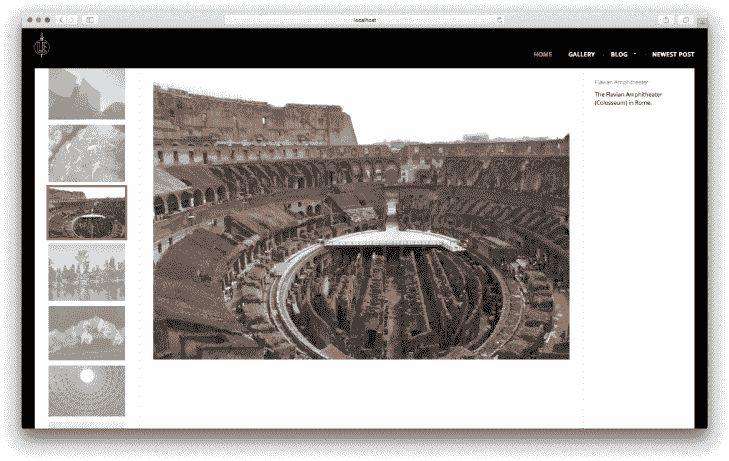 localhost
HOME GALLERY BLOG NEWEST POST
Flavian Amphitheater
The Flavian Amphitheater
(Colosseum) in Rome.